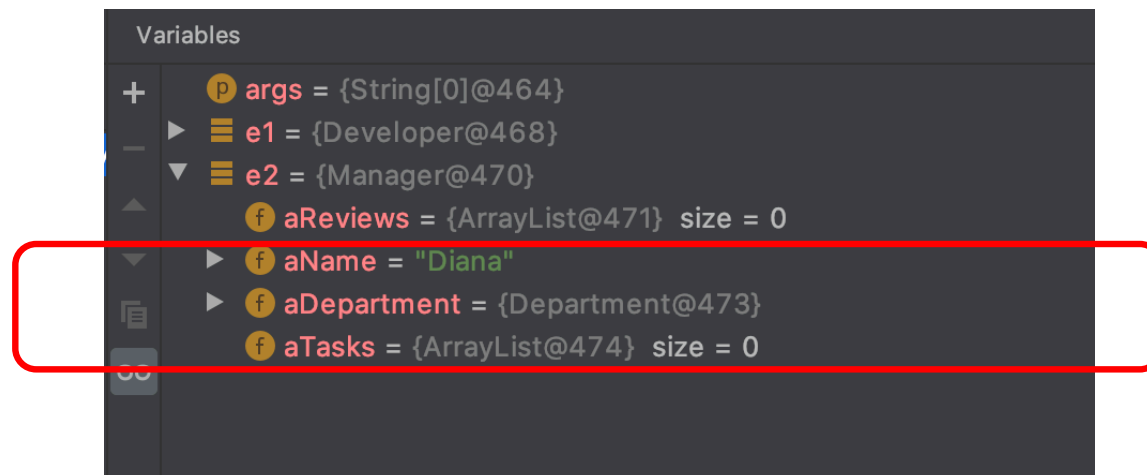 Variables
p args = {String[0]@464}
e1 = {Developer@468}
e2 = {Manager@470}
f aReviews = {ArrayList@471} size = 0
f aName = "Diana"
f aDepartment = {Department@473}
f aTasks = {ArrayList@474} size = 0